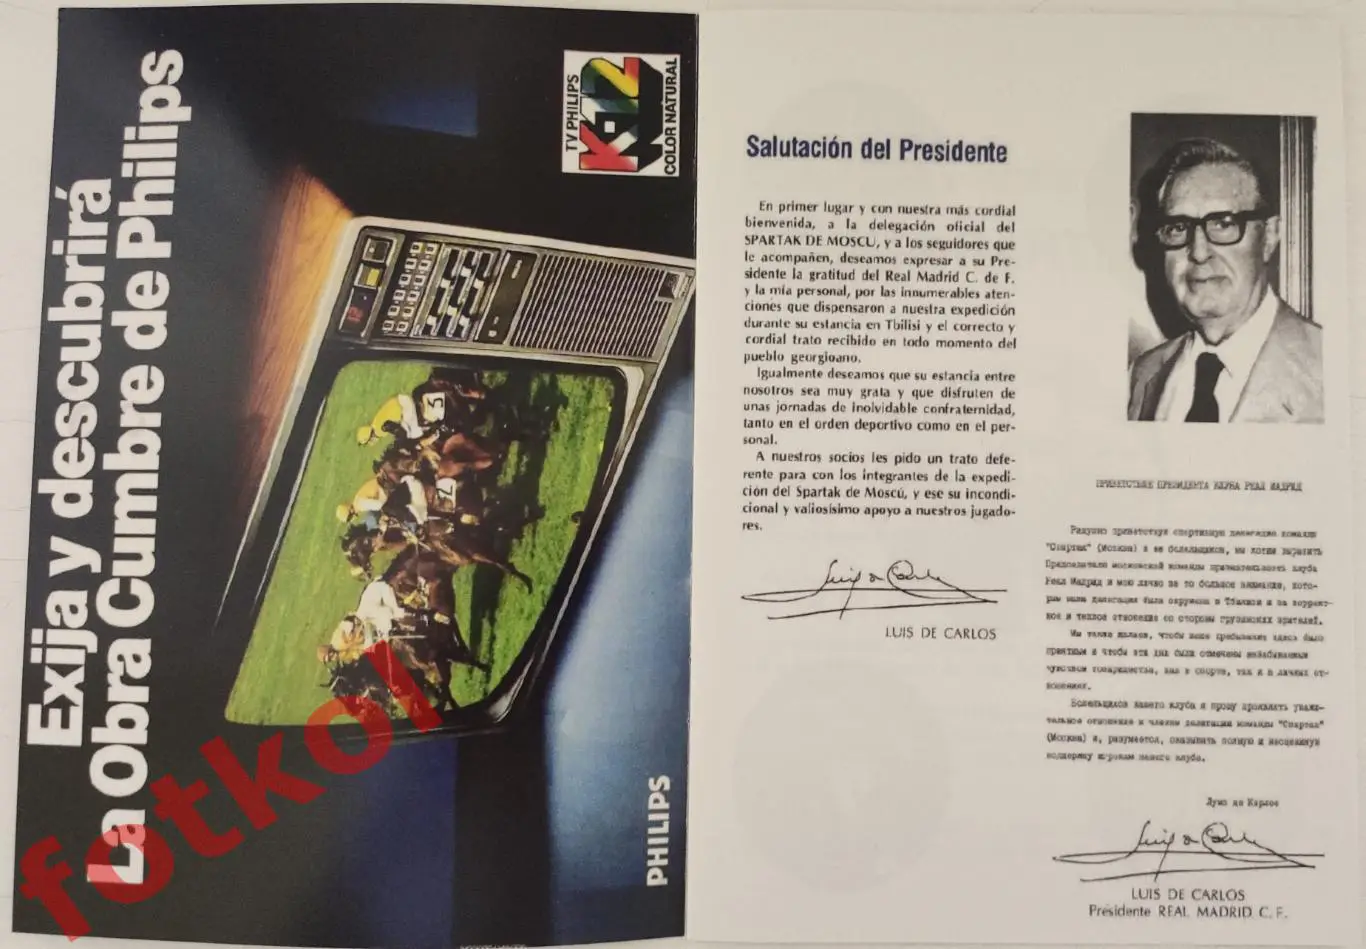 Exija y descubrirá
La Obra Cumbre de Philips
TV PHILIPS
K-12
COLOR NATURAL
PHILIPS
fotkol
Salutación del Presidente
En primer lugar y con nuestra más cordial
bienvenida, a la delegación oficial del
SPARTAK DE MOSCU, y a los seguidores que
le acompañen, deseamos expresar a su Pre-
sidente la gratitud del Real Madrid C. de F.
y la mía personal, por las innumerables aten-
ciones que dispensaron a nuestra expedición
durante su estancia en Tbilisi y el correcto y
cordial trato recibido en todo momento del
pueblo georgioano.
Igualmente deseamos que su estancia entre
nosotros sea muy grata y que disfruten de
unas jornadas de inolvidable confraternidad,
tanto en el orden deportivo como en el per-
sonal.
A nuestros socios les pido un trato defe-
rente para con los integrantes de la expedi-
ción del Spartak de Moscú, y ese su incondi-
cional y valiosísimo apoyo a nuestros jugado-
res.
Luis de Carlos
LUIS DE CARLOS
ПРИВЕТСТВИЕ ПРЕЗИДЕНТА КЛУБА РЕАЛ МАДРИД
Радушно приветствуя спортивную делегацию команды
"Спартак" (Москва) и ее болельщиков, мы хотим выразить
Председателю московской команды признательность клуба
Реал Мадрид и мою лично за то большое внимание, кото-
рым наша делегация была окружена в Тбилиси и за коррект-
ное и теплое отношение со стороны грузинских зрителей.
Мы также желаем, чтобы ваше пребывание здесь было
приятным и чтобы эти дни были отмечены незабываемым
чувством товарищества, как в спорте, так и в личных от-
ношениях.
Болельщиков нашего клуба я прошу проявлять уважи-
тельное отношение к членам делегации команды "Спартак"
(Москва) и, разумеется, оказывать полную и неоценимую
поддержку игрокам нашего клуба.
Луис де Карлос
Luis de Carlos
LUIS DE CARLOS
Présidente REAL MADRID C. F.